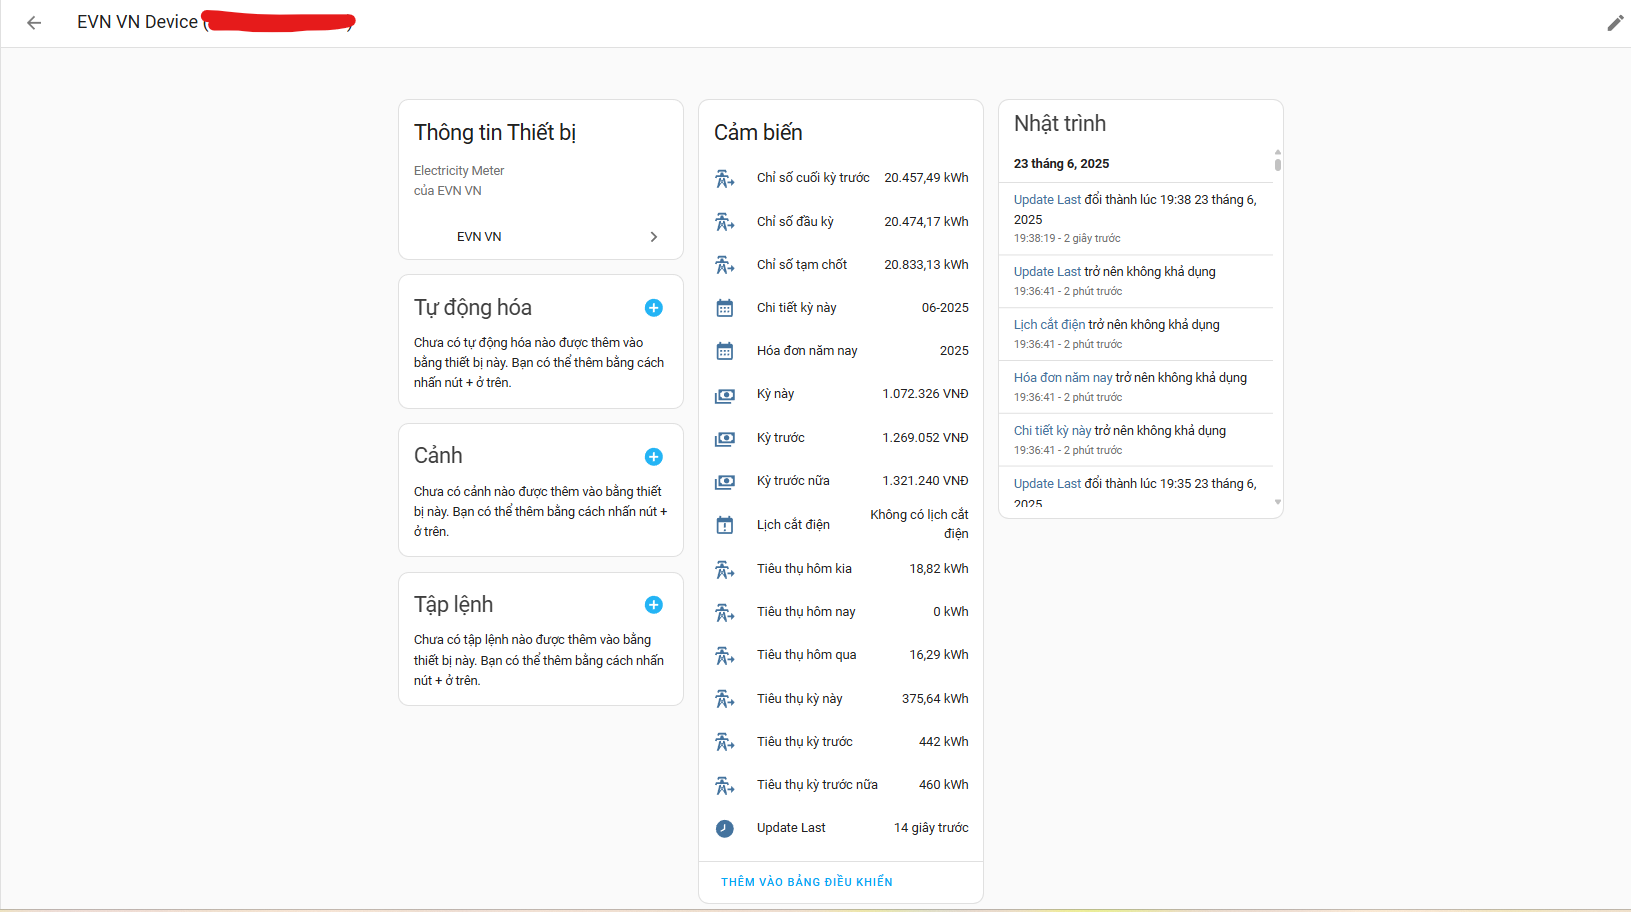 EVN VN Device (
Thông tin Thiết bị
Electricity Meter
của EVN VN
EVN VN
Tự động hóa
Chưa có tự động hóa nào được thêm vào
bằng thiết bị này. Bạn có thể thêm bằng cách
nhấn nút + ở trên.
Cảnh
Chưa có cảnh nào được thêm vào bằng thiết
bị này. Bạn có thể thêm bằng cách nhấn nút +
ở trên.
Tập lệnh
Chưa có tập lệnh nào được thêm vào bằng
thiết bị này. Bạn có thể thêm bằng cách nhấn
nút + ở trên.
Cảm biến
Chỉ số cuối kỳ trước 20.457,49 kWh
Chỉ số đầu kỳ 20.474,17 kWh
Chỉ số tạm chốt 20.833,13 kWh
Chi tiết kỳ này 06-2025
Hóa đơn năm nay 2025
Kỳ này 1.072.326 VNĐ
Kỳ trước 1.269.052 VNĐ
Kỳ trước nữa 1.321.240 VNĐ
Lịch cắt điện Không có lịch cắt
điện
Tiêu thụ hôm kia 18,82 kWh
Tiêu thụ hôm nay 0 kWh
Tiêu thụ hôm qua 16,29 kWh
Tiêu thụ kỳ này 375,64 kWh
Tiêu thụ kỳ trước 442 kWh
Tiêu thụ kỳ trước nữa 460 kWh
Update Last 14 giây trước
THÊM VÀO BẢNG ĐIỀU KHIỂN
Nhật trình
23 tháng 6, 2025
Update Last đổi thành lúc 19:38 23 tháng 6,
2025
19:38:19 - 2 giây trước
Update Last trở nên không khả dụng
19:36:41 - 2 phút trước
Lịch cắt điện trở nên không khả dụng
19:36:41 - 2 phút trước
Hóa đơn năm nay trở nên không khả dụng
19:36:41 - 2 phút trước
Chi tiết kỳ này trở nên không khả dụng
19:36:41 - 2 phút trước
Update Last đổi thành lúc 19:35 23 tháng 6,
2025